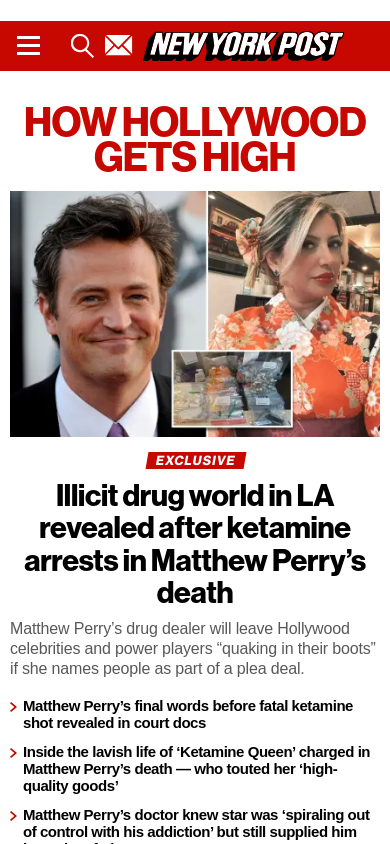 NEW YORK POST
HOW HOLLYWOOD
GETS HIGH
EXCLUSIVE
Illicit drug world in LA
revealed after ketamine
arrests in Matthew Perry’s
death
Matthew Perry’s drug dealer will leave Hollywood
celebrities and power players “quaking in their boots”
if she names people as part of a plea deal.
Matthew Perry’s final words before fatal ketamine
shot revealed in court docs
Inside the lavish life of ‘Ketamine Queen’ charged in
Matthew Perry’s death — who touted her ‘high-
quality goods’
Matthew Perry’s doctor knew star was ‘spiraling out
of control with his addiction’ but still supplied him